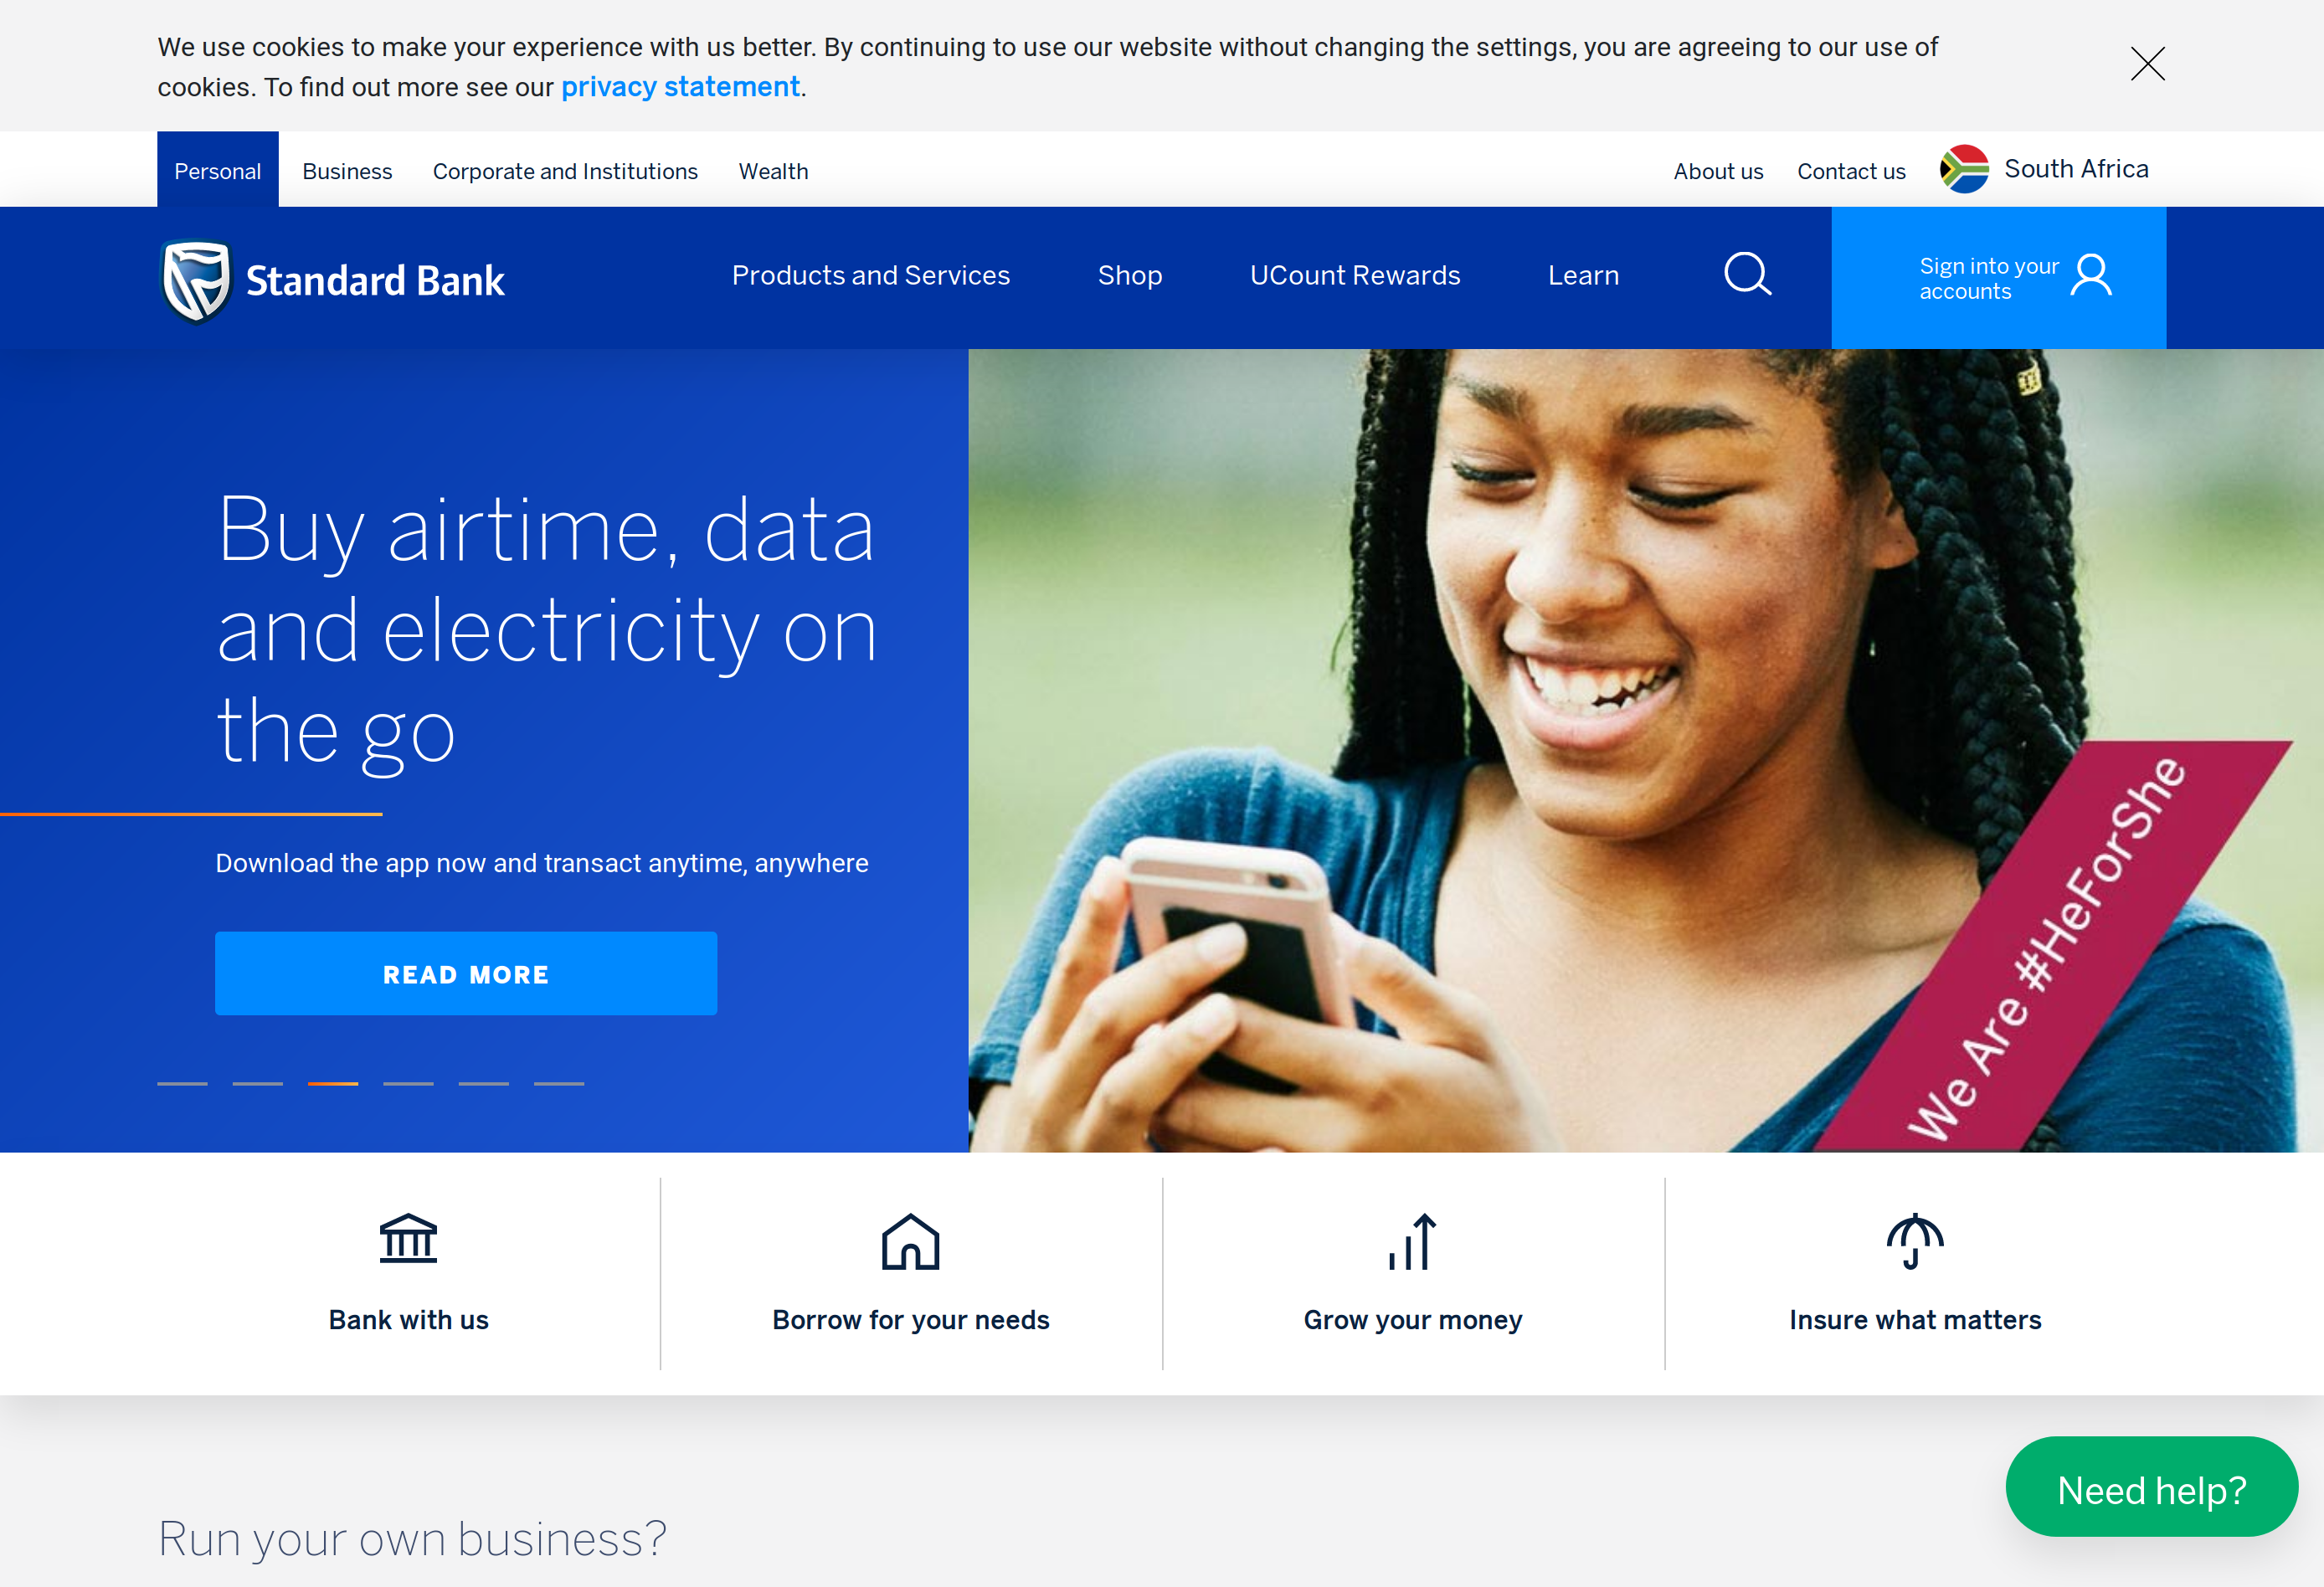 We use cookies to make your experience with us better. By continuing to use our website without changing the settings, you are agreeing to our use of
cookies. To find out more see our privacy statement.
Personal Business Corporate and Institutions Wealth About us Contact us South Africa
Standard Bank Products and Services Shop UCount Rewards Learn
Sign into your
accounts
Buy airtime, data
and electricity on
the go
Download the app now and transact anytime, anywhere
READ MORE
We Are #HeForShe
Bank with us Borrow for your needs Grow your money Insure what matters
Need help?
Run your own business?